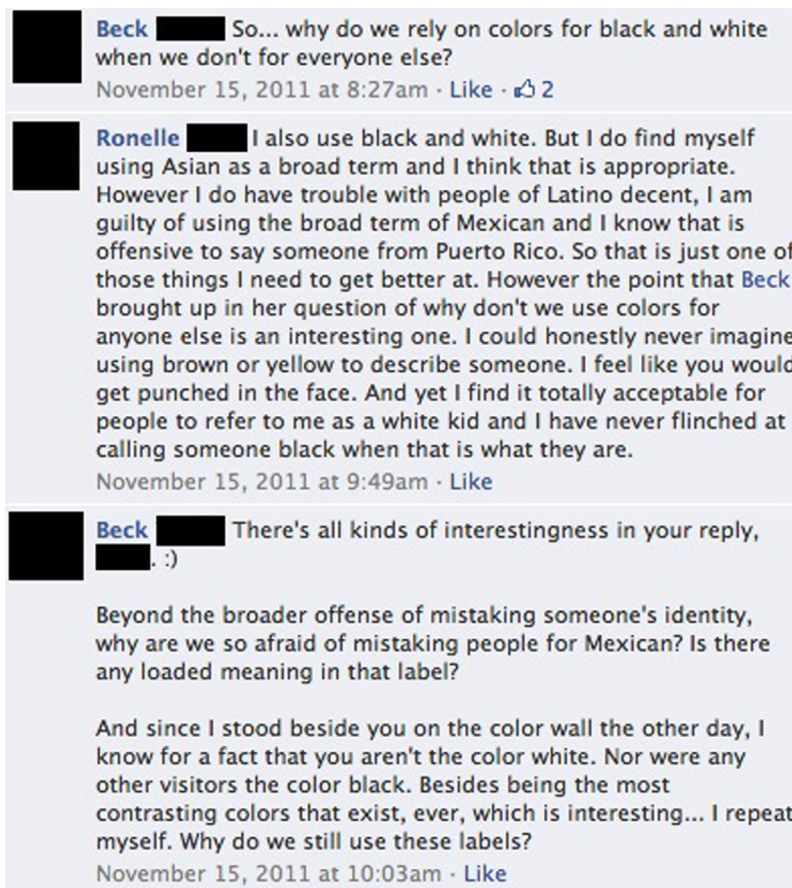 Beck So... why do we rely on colors for black and white
when we don't for everyone else?
November 15, 2011 at 8:27am · Like · 2
Ronelle I also use black and white. But I do find myself
using Asian as a broad term and I think that is appropriate.
However I do have trouble with people of Latino decent, I am
guilty of using the broad term of Mexican and I know that is
offensive to say someone from Puerto Rico. So that is just one of
those things I need to get better at. However the point that Beck
brought up in her question of why don't we use colors for
anyone else is an interesting one. I could honestly never imagine
using brown or yellow to describe someone. I feel like you would
get punched in the face. And yet I find it totally acceptable for
people to refer to me as a white kid and I have never flinched at
calling someone black when that is what they are.
November 15, 2011 at 9:49am · Like
Beck There's all kinds of interestingness in your reply,
. :)
Beyond the broader offense of mistaking someone's identity,
why are we so afraid of mistaking people for Mexican? Is there
any loaded meaning in that label?
And since I stood beside you on the color wall the other day, I
know for a fact that you aren't the color white. Nor were any
other visitors the color black. Besides being the most
contrasting colors that exist, ever, which is interesting... I repeat
myself. Why do we still use these labels?
November 15, 2011 at 10:03am · Like